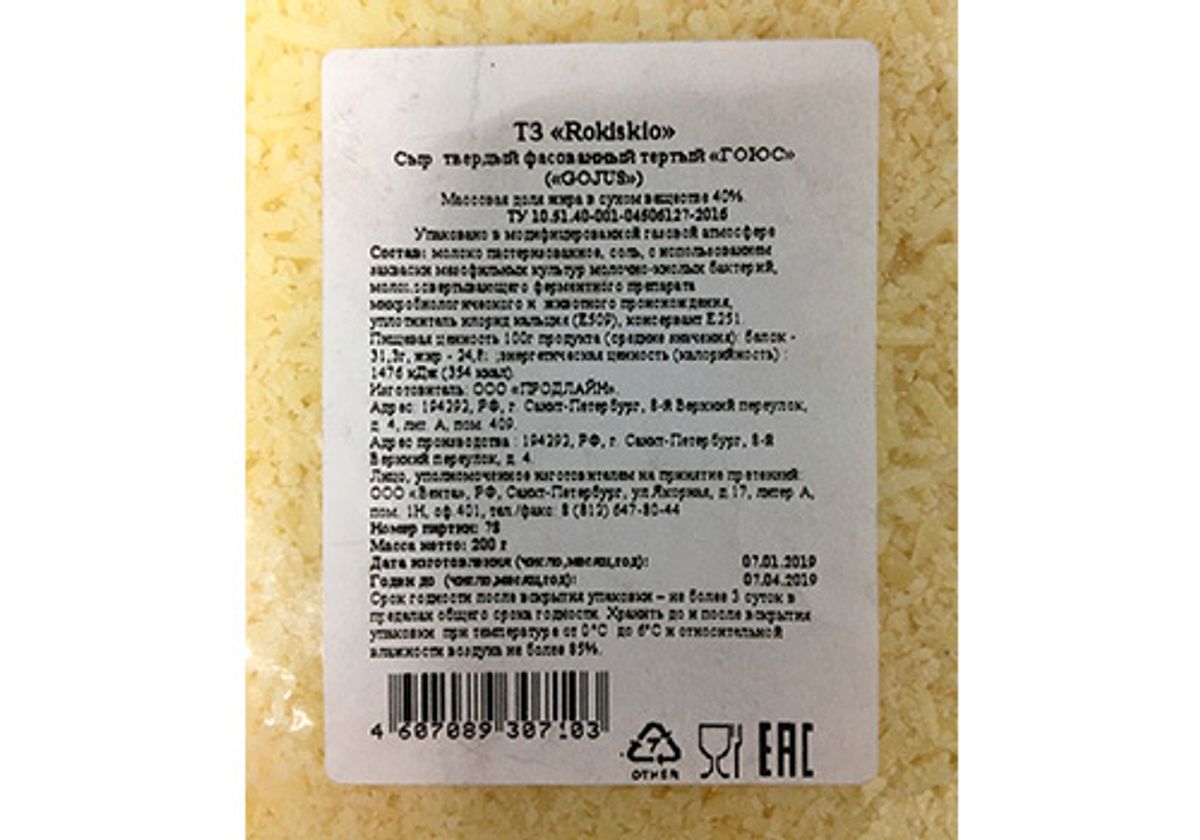 ТЗ «Rokiskio»
Сыр твердый фасованный тертый «ГОЮС»
(«GOJUS»)
Массовая доля жира в сухом веществе 40%.
ТУ 10.51.40-001-04506127-2016
Упаковано в модифицированной газовой атмосфере
Состав: молоко пастеризованное, соль, с использованием
закваски мезофильных культур молочно-кислых бактерий,
молокосвертывающего ферментного препарата
микробиологического и животного происхождения,
уплотнитель хлорид кальция (Е509), консервант Е251.
Пищевая ценность 100г продукта (средние значения): белок -
31,3г, жир - 24,8; энергетическая ценность (калорийность) :
1476 кДж (354 ккал).
Изготовитель: ООО «ПРОДЛАЙН».
Адрес: 194292, РФ, г. Санкт-Петербург, 8-й Верхний переулок,
д. 4, лит. А, пом. 409.
Адрес производства : 194292, РФ, г. Санкт-Петербург, 8-й
Верхний переулок, д. 4.
Лицо, уполномоченное изготовителем на принятие претензий:
ООО «Вента», РФ, Санкт-Петербург, ул.Якорная, д.17, литер А,
пом. 1Н, оф.401, тел./факс: 8 (812) 647-80-44
Номер партии: 78
Масса нетто: 200 г
Дата изготовления (число,месяц,год): 07.01.2019
Годен до (число,месяц,год): 07.04.2019
Срок годности после вскрытия упаковки – не более 3 суток в
пределах общего срока годности. Хранить до и после вскрытия
упаковки при температуре от 0°С до 6°С и относительной
влажности воздуха не более 85%.
4 607089 307103
7
OTHER
EAC